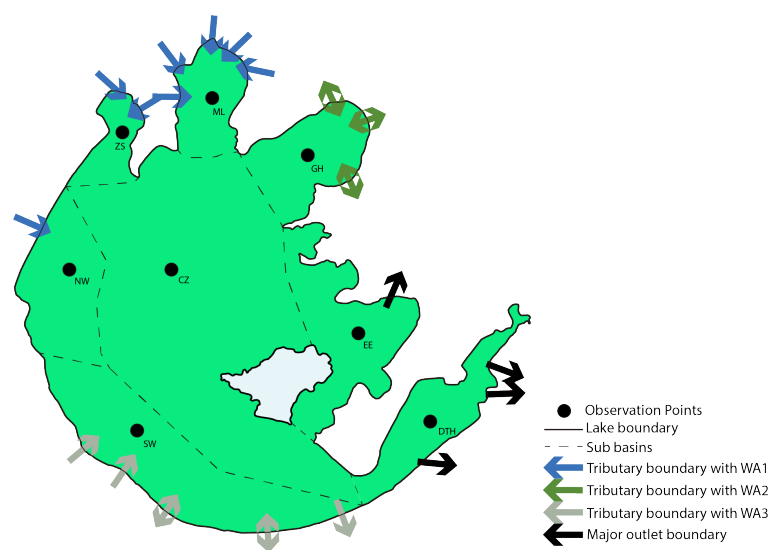 ML
ZS
GH
NW
CZ
EE
SW
DTH
Observation Points
Lake boundary
Sub basins
Tributary boundary with WA1
Tributary boundary with WA2
Tributary boundary with WA3
Major outlet boundary